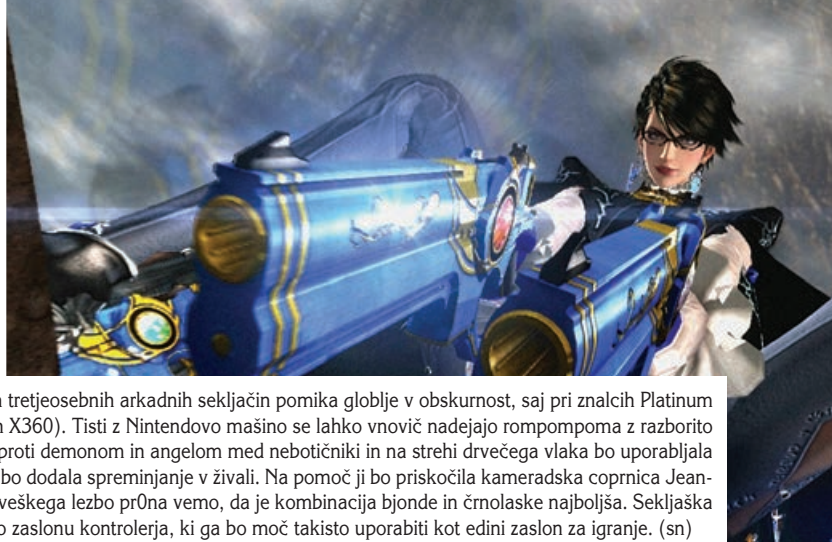 n tretjeosebnih arkadnih sekljačin pomika globlje v obskurnost, saj pri znalcih Platinum
n X360). Tisti z Nintendovo mašino se lahko vnovič nadejajo rompompoma z razborito
proti demonom in angelom med nebotičniki in na strehi drvečega vlaka bo uporabljala
bo dodala spreminjanje v živali. Na pomoč ji bo priskočila kameradska coprnica Jean-
veškega lezbo pr0na vemo, da je kombinacija bjonde in črnolaske najboljša. Sekljaška
o zaslonu kontrolerja, ki ga bo moč takisto uporabiti kot edini zaslon za igranje. (sn)